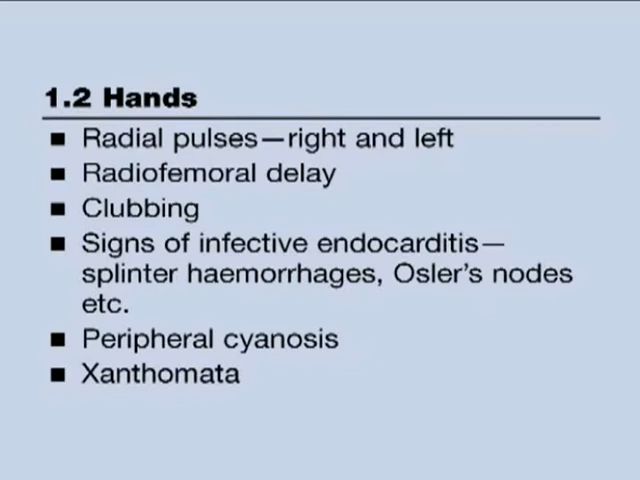 1.2 Hands
■ Radial pulses—right and left
■ Radiofemoral delay
■ Clubbing
■ Signs of infective endocarditis—
splinter haemorrhages, Osler's nodes
etc.
■ Peripheral cyanosis
■ Xanthomata